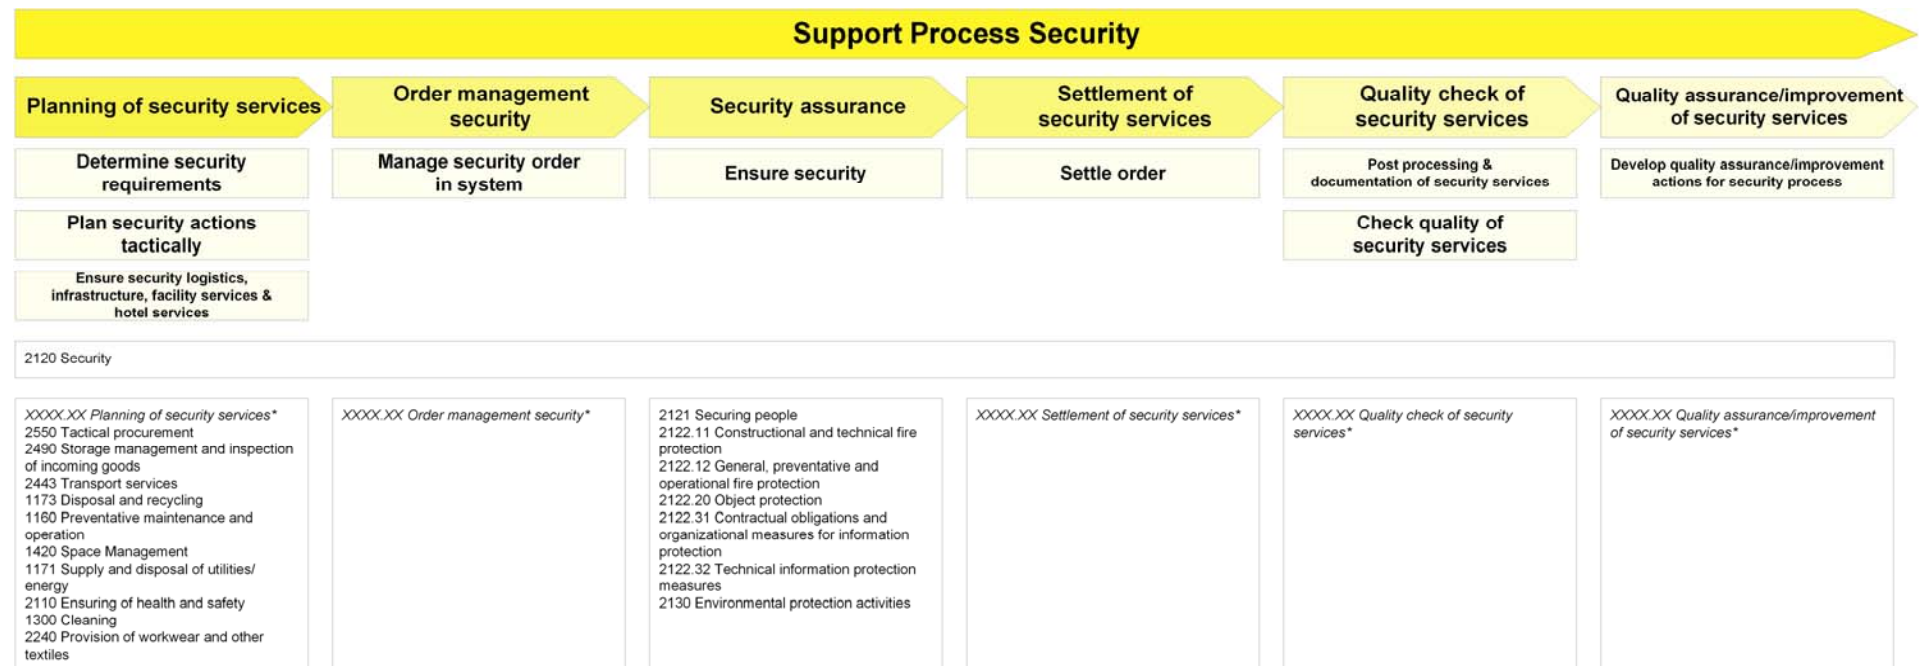 Support Process Security
Planning of security services
Order management
security
Security assurance
Settlement of
security services
Quality check of
security services
Quality assurance/improvement
of security services
Determine security
requirements
Manage security order
in system
Ensure security
Settle order
Post processing &
documentation of security services
Develop quality assurance/improvement
actions for security process
Plan security actions
tactically
Check quality of
security services
Ensure security logistics,
infrastructure, facility services &
hotel services
2120 Security
XXXX.XX Planning of security services*
2550 Tactical procurement
2490 Storage management and inspection
of incoming goods
2443 Transport services
1173 Disposal and recycling
1160 Preventative maintenance and
operation
1420 Space Management
1171 Supply and disposal of utilities/
energy
2110 Ensuring of health and safety
1300 Cleaning
2240 Provision of workwear and other
textiles
XXXX.XX Order management security*
2121 Securing people
2122.11 Constructional and technical fire
protection
2122.12 General, preventative and
operational fire protection
2122.20 Object protection
2122.31 Contractual obligations and
organizational measures for information
protection
2122.32 Technical information protection
measures
2130 Environmental protection activities
XXXX.XX Settlement of security services*
XXXX.XX Quality check of security
services*
XXXX.XX Quality assurance/improvement
of security services*